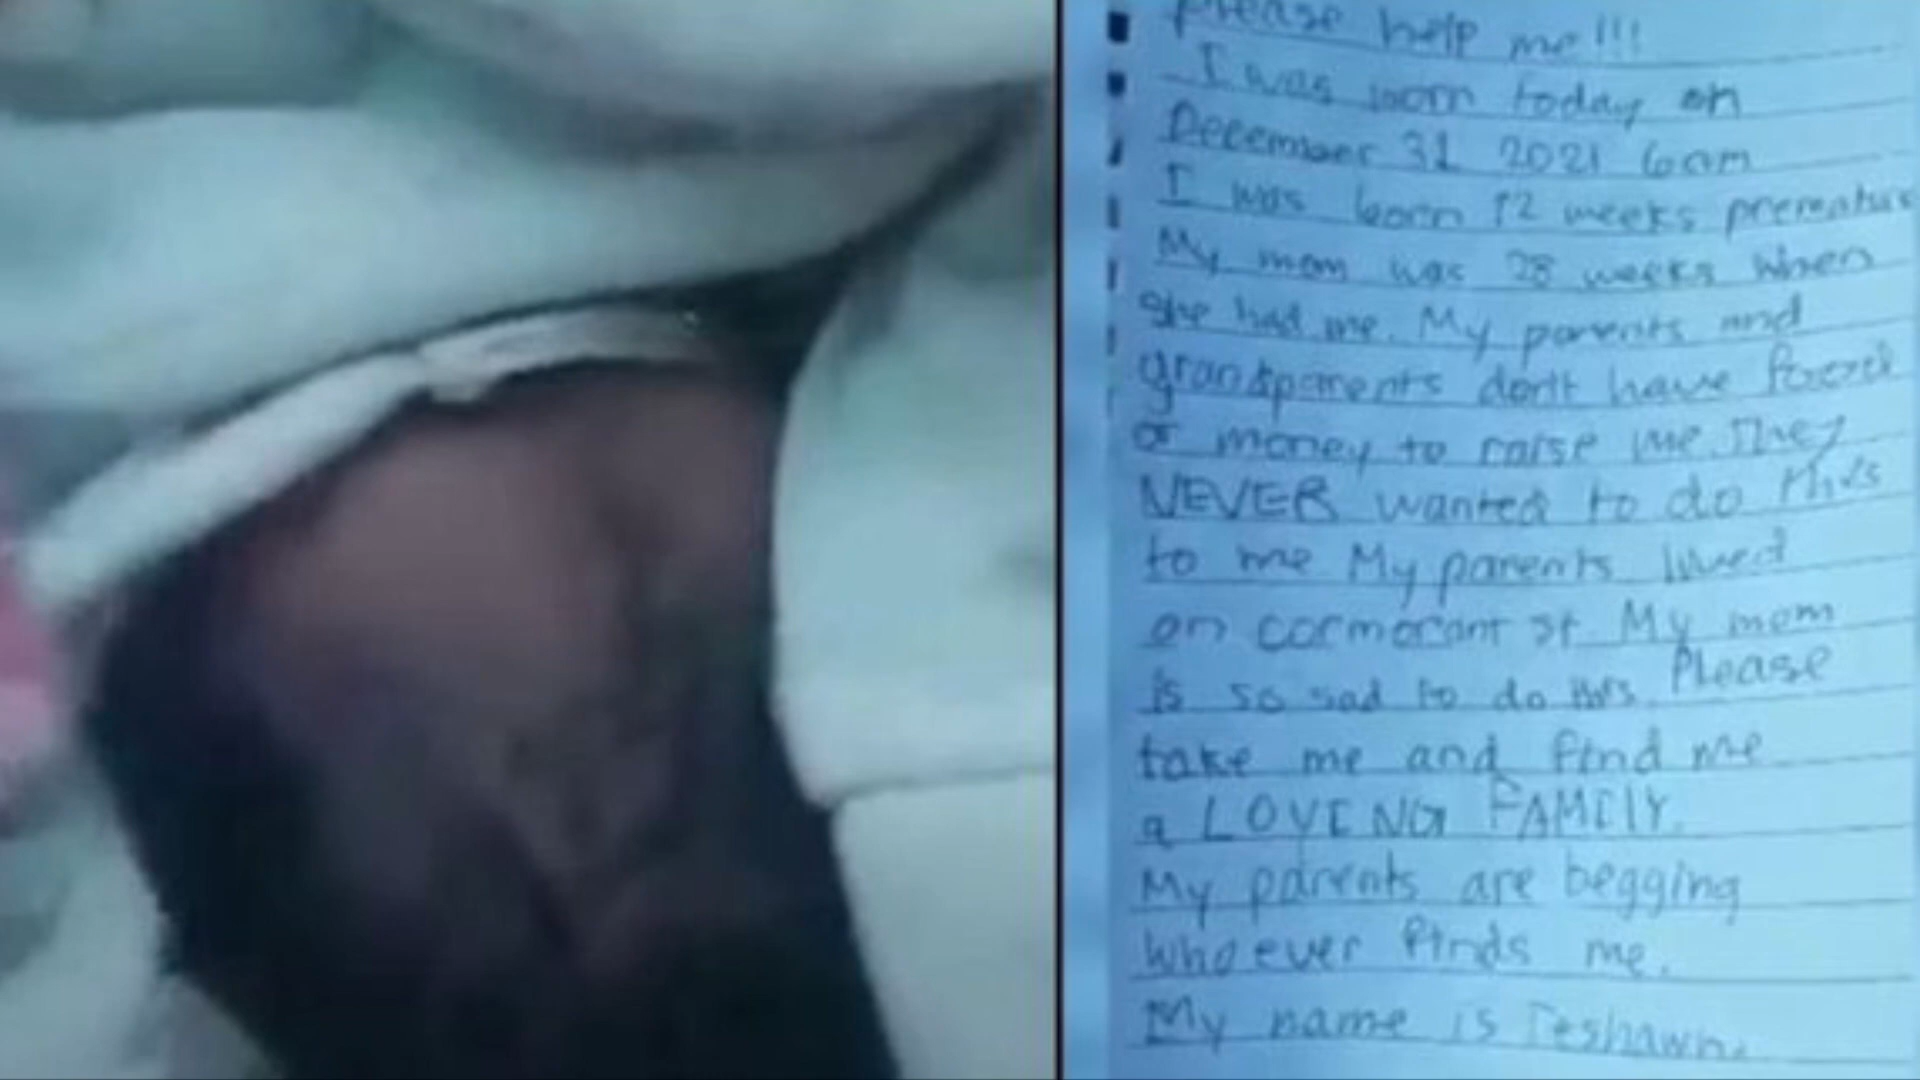 please help me!!!
I was born today on
December 31 2021 6am
I was born 12 weeks premature
My mom was 28 weeks when
she had me. My parents and
grandparents dont have food
or money to raise me. They
NEVER wanted to do this
to me My parents lived
on cormorant st. My mom
is so sad to do this. Please
take me and find me
a LOVING FAMILY.
My parents are begging
whoever finds me.
My name is Teshawn.